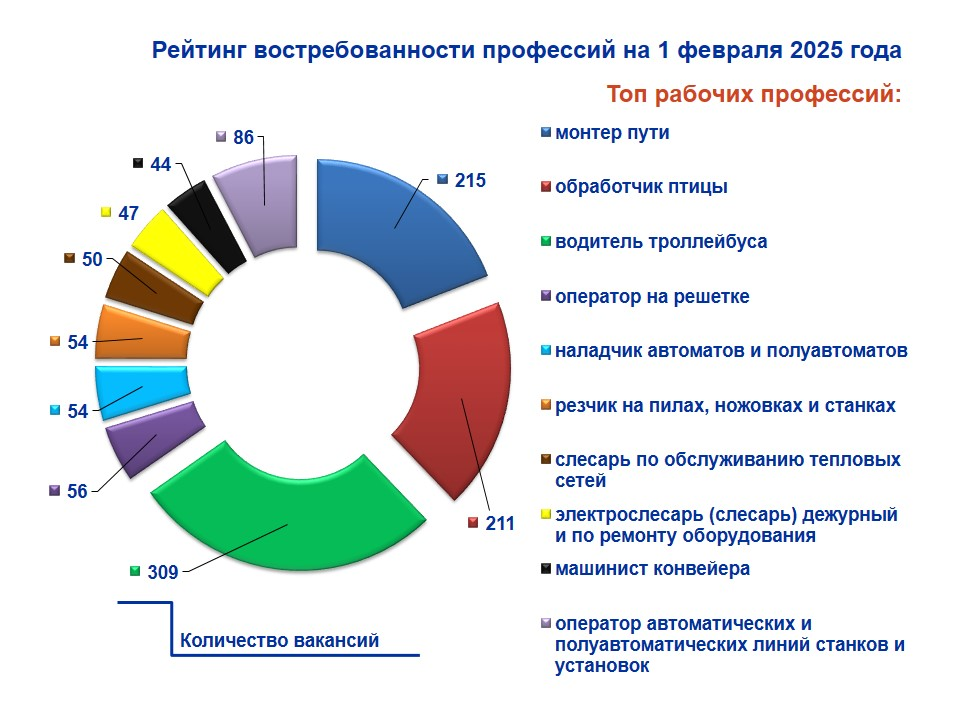 Рейтинг востребованности профессий на 1 февраля 2025 года
Топ рабочих профессий:
86
44
47
50
54
54
56
309
215
211
Количество вакансий
монтер пути
обработчик птицы
водитель троллейбуса
оператор на решетке
наладчик автоматов и полуавтоматов
резчик на пилах, ножовках и станках
слесарь по обслуживанию тепловых
сетей
электрослесарь (слесарь) дежурный
и по ремонту оборудования
машинист конвейера
оператор автоматических и
полуавтоматических линий станков и
установок